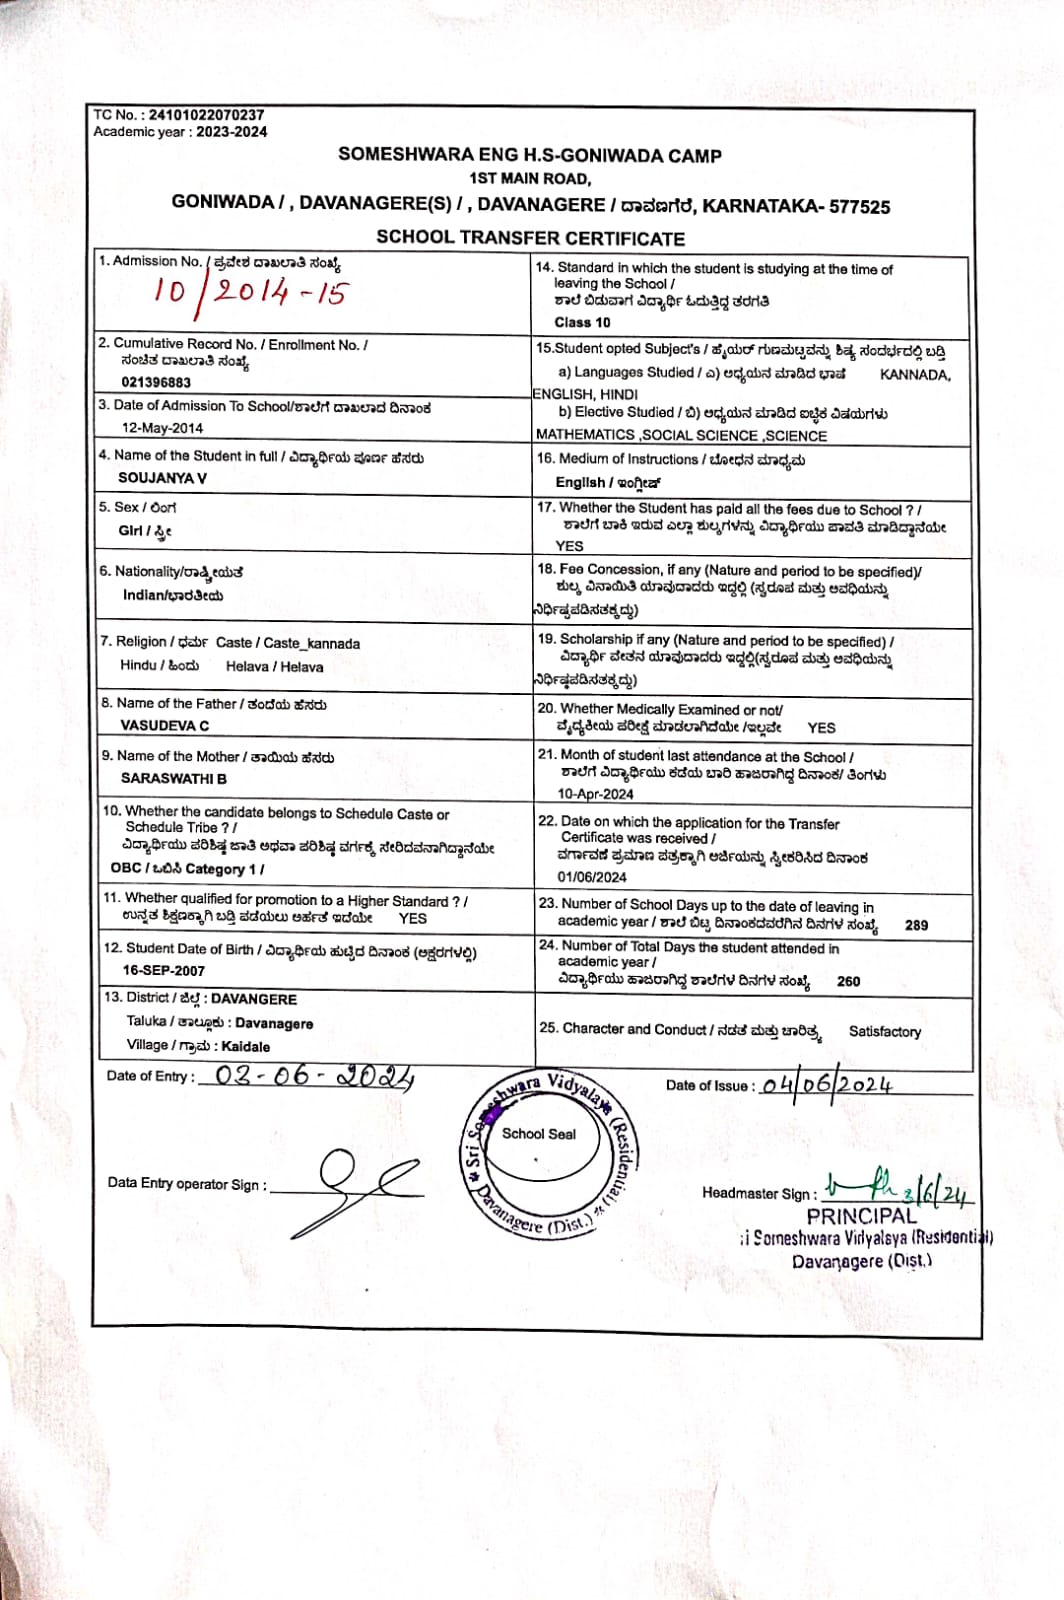 TC No. : 24101022070237
Academic year : 2023-2024
SOMESHWARA ENG H.S-GONIWADA CAMP
1ST MAIN ROAD,
GONIWADA / , DAVANAGERE(S) / , DAVANAGERE / ದಾವಣಗೆರೆ, KARNATAKA- 577525
SCHOOL TRANSFER CERTIFICATE
1. Admission No. / ಪ್ರವೇಶ ದಾಖಲಾತಿ ಸಂಖ್ಯೆ
10/2014-15
2. Cumulative Record No. / Enrollment No. /
ಸಂಚಿತ ದಾಖಲಾತಿ ಸಂಖ್ಯೆ
021396883
3. Date of Admission To School/ಶಾಲೆಗೆ ದಾಖಲಾದ ದಿನಾಂಕ
12-May-2014
4. Name of the Student in full / ವಿದ್ಯಾರ್ಥಿಯ ಪೂರ್ಣ ಹೆಸರು
SOUJANYA V
5. Sex / ಲಿಂಗ
Girl / ಸ್ತ್ರೀ
6. Nationality/ರಾಷ್ಟ್ರೀಯತೆ
Indian/ಭಾರತೀಯ
7. Religion / ಧರ್ಮ Caste / Caste_kannada
Hindu / ಹಿಂದು Helava / Helava
8. Name of the Father / ತಂದೆಯ ಹೆಸರು
VASUDEVA C
9. Name of the Mother / ತಾಯಿಯ ಹೆಸರು
SARASWATHI B
10. Whether the candidate belongs to Schedule Caste or
Schedule Tribe ? /
ವಿದ್ಯಾರ್ಥಿಯು ಪರಿಶಿಷ್ಟ ಜಾತಿ ಅಥವಾ ಪರಿಶಿಷ್ಟ ವರ್ಗಕ್ಕೆ ಸೇರಿದವನಾಗಿದ್ದಾನೆಯೇ
OBC / ಒಬಿಸಿ Category 1 /
11. Whether qualified for promotion to a Higher Standard ? /
ಉನ್ನತ ಶಿಕ್ಷಣಕ್ಕಾಗಿ ಬಡ್ತಿ ಪಡೆಯಲು ಅರ್ಹತೆ ಇದೆಯೇ YES
12. Student Date of Birth / ವಿದ್ಯಾರ್ಥಿಯ ಹುಟ್ಟಿದ ದಿನಾಂಕ (ಅಕ್ಷರಗಳಲ್ಲಿ)
16-SEP-2007
13. District / ಜಿಲ್ಲೆ : DAVANGERE
Taluka / ತಾಲ್ಲೂಕು : Davanagere
Village / ಗ್ರಾಮ : Kaidale
14. Standard in which the student is studying at the time of
leaving the School /
ಶಾಲೆ ಬಿಡುವಾಗ ವಿದ್ಯಾರ್ಥಿ ಓದುತ್ತಿದ್ದ ತರಗತಿ
Class 10
15.Student opted Subject's / ಹೈಯರ್ ಗುಣಮಟ್ಟವನ್ನು ಶಿಷ್ಯ ಸಂದರ್ಭದಲ್ಲಿ ಬಡ್ತಿ
a) Languages Studied / ಎ) ಅಧ್ಯಯನ ಮಾಡಿದ ಭಾಷೆ KANNADA,
ENGLISH, HINDI
b) Elective Studied / ಬಿ) ಅಧ್ಯಯನ ಮಾಡಿದ ಐಚ್ಛಿಕ ವಿಷಯಗಳು
MATHEMATICS ,SOCIAL SCIENCE ,SCIENCE
16. Medium of Instructions / ಬೋಧನ ಮಾಧ್ಯಮ
English / ಇಂಗ್ಲೀಷ್
17. Whether the Student has paid all the fees due to School ? /
ಶಾಲೆಗೆ ಬಾಕಿ ಇರುವ ಎಲ್ಲಾ ಶುಲ್ಕಗಳನ್ನು ವಿದ್ಯಾರ್ಥಿಯು ಪಾವತಿ ಮಾಡಿದ್ದಾನೆಯೇ
YES
18. Fee Concession, if any (Nature and period to be specified)/
ಶುಲ್ಕ ವಿನಾಯಿತಿ ಯಾವುದಾದರು ಇದ್ದಲ್ಲಿ (ಸ್ವರೂಪ ಮತ್ತು ಅವಧಿಯನ್ನು
ನಿರ್ಧಿಷ್ಟಪಡಿಸತಕ್ಕದ್ದು)
19. Scholarship if any (Nature and period to be specified) /
ವಿದ್ಯಾರ್ಥಿ ವೇತನ ಯಾವುದಾದರು ಇದ್ದಲ್ಲಿ(ಸ್ವರೂಪ ಮತ್ತು ಅವಧಿಯನ್ನು
ನಿರ್ಧಿಷ್ಟಪಡಿಸತಕ್ಕದ್ದು)
20. Whether Medically Examined or not/
ವೈದ್ಯಕೀಯ ಪರೀಕ್ಷೆ ಮಾಡಲಾಗಿದೆಯೇ /ಇಲ್ಲವೇ YES
21. Month of student last attendance at the School /
ಶಾಲೆಗೆ ವಿದ್ಯಾರ್ಥಿಯು ಕಡೆಯ ಬಾರಿ ಹಾಜರಾಗಿದ್ದ ದಿನಾಂಕ/ ತಿಂಗಳು
10-Apr-2024
22. Date on which the application for the Transfer
Certificate was received /
ವರ್ಗಾವಣೆ ಪ್ರಮಾಣ ಪತ್ರಕ್ಕಾಗಿ ಅರ್ಜಿಯನ್ನು ಸ್ವೀಕರಿಸಿದ ದಿನಾಂಕ
01/06/2024
23. Number of School Days up to the date of leaving in
academic year / ಶಾಲೆ ಬಿಟ್ಟ ದಿನಾಂಕದವರೆಗಿನ ದಿನಗಳ ಸಂಖ್ಯೆ 289
24. Number of Total Days the student attended in
academic year /
ವಿದ್ಯಾರ್ಥಿಯು ಹಾಜರಾಗಿದ್ದ ಶಾಲೆಗಳ ದಿನಗಳ ಸಂಖ್ಯೆ 260
25. Character and Conduct / ನಡತೆ ಮತ್ತು ಚಾರಿತ್ರ್ಯ Satisfactory
Date of Entry : 03-06-2024
Date of Issue : 04/06/2024
Sri Someshwara Vidyalaya (Residential)
* Davanagere (Dist.) *
School Seal
Data Entry operator Sign :
Headmaster Sign : 3/6/24
PRINCIPAL
i Someshwara Vidyalaya (Residential)
Davanagere (Dist.)